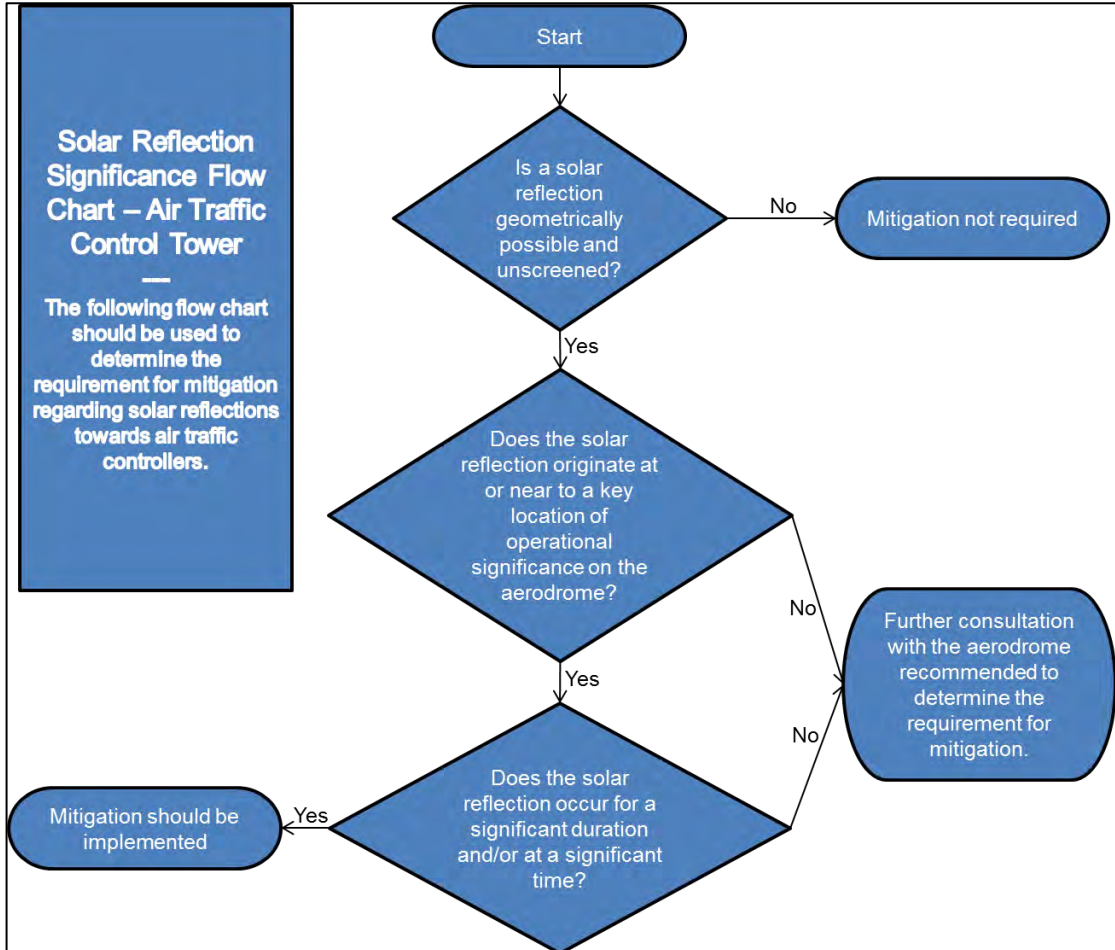 Solar Reflection
Significance Flow
Chart – Air Traffic
Control Tower
---
The following flow chart
should be used to
determine the
requirement for mitigation
regarding solar reflections
towards air traffic
controllers.
Start
Is a solar
reflection
geometrically
possible and
unscreened?
No
Mitigation not required
Yes
Does the solar
reflection originate at
or near to a key
location of
operational
significance on the
aerodrome?
No
Further consultation
with the aerodrome
recommended to
determine the
requirement for
mitigation.
Yes
No
Does the solar
reflection occur for a
significant duration
and/or at a significant
time?
Yes
Mitigation should be
implemented